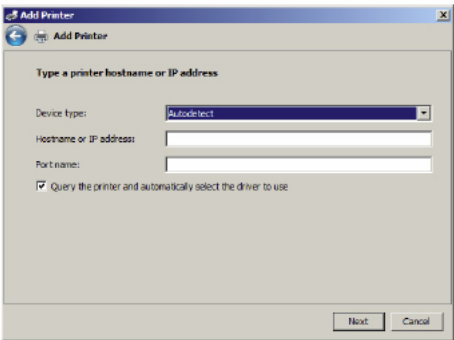 Add Printer
Add Printer
Type a printer hostname or IP address
Device type:
Autodetect
Hostname or IP address:
Port name:
Query the printer and automatically select the driver to use
Next
Cancel